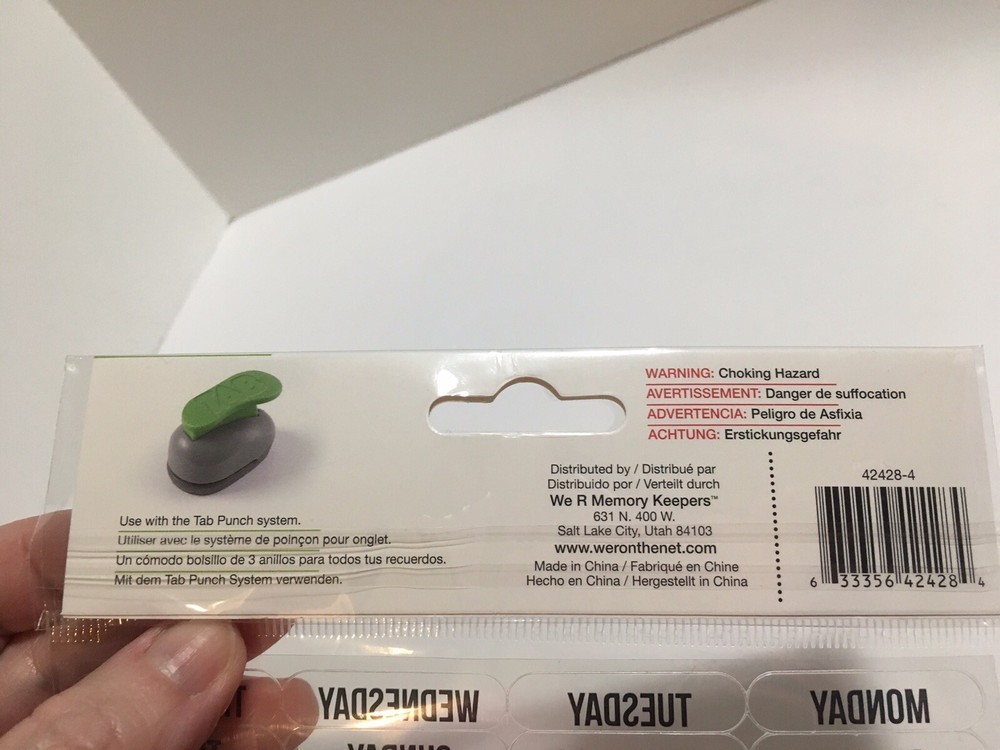 WARNING: Choking Hazard
AVERTISSEMENT: Danger de suffocation
ADVERTENCIA: Peligro de Asfixia
ACHTUNG: Erstickungsgefahr
Use with the Tab Punch system.
Utiliser avec le système de poinçon pour onglet.
Un cómodo bolsillo de 3 anillos para todos tus recuerdos.
Mit dem Tab Punch System verwenden.
Distributed by / Distribué par
Distribuido por / Verteilt durch
We R Memory Keepers™
631 N. 400 W.
Salt Lake City, Utah 84103
www.weronthenet.com
Made in China / Fabriqué en Chine
Hecho en China / Hergestellt in China
42428-4
6 33356 42428 4
WEDNESDAY TUESDAY MONDAY